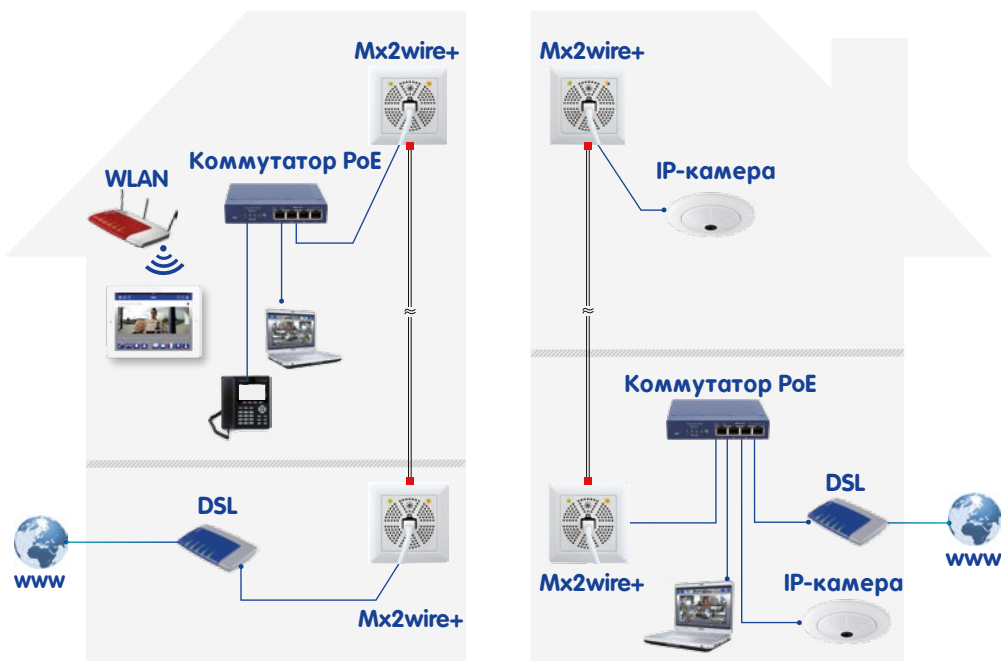 Mx2wire+
Mx2wire+
Коммутатор PoE
WLAN
IP-камера
Коммутатор PoE
DSL
www
Mx2wire+
Mx2wire+
DSL
www
IP-камера